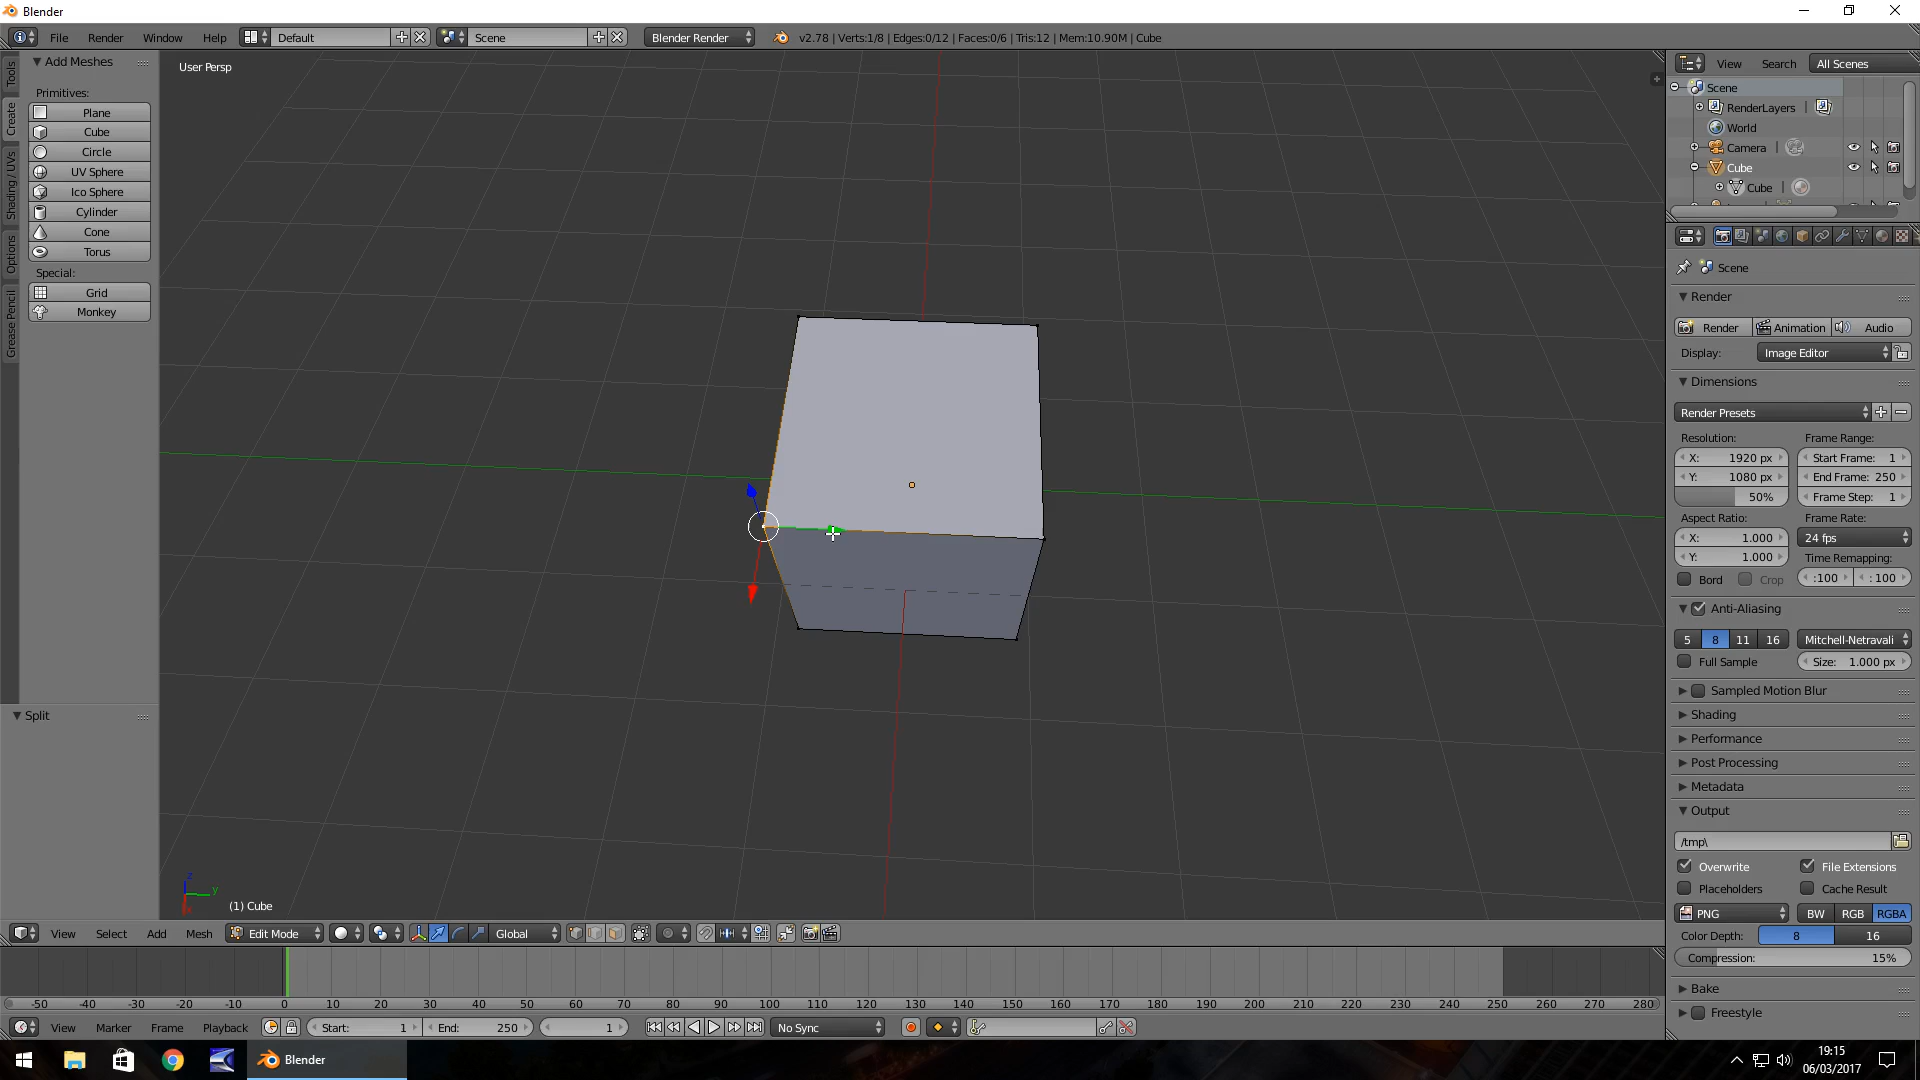 Blender
File Render Window Help Default Scene Blender Render v2.78 | Verts:1/8 | Edges:0/12 | Faces:0/6 | Tris:12 | Mem:10.90M | Cube
Tools
Create
Shading / UVs
Options
Grease Pencil
Add Meshes
Primitives:
Plane
Cube
Circle
UV Sphere
Ico Sphere
Cylinder
Cone
Torus
Special:
Grid
Monkey
Split
User Persp
z
y
x
(1) Cube
View Select Add Mesh Edit Mode Global
-50 -40 -30 -20 -10 0 10 20 30 40 50 60 70 80 90 100 110 120 130 140 150 160 170 180 190 200 210 220 230 240 250 260 270 280
View Marker Frame Playback Start: 1 End: 250 1 No Sync
View Search All Scenes
Scene
RenderLayers
World
Camera
Cube
Cube
Scene
Render
Render Animation Audio
Display: Image Editor
Dimensions
Render Presets
Resolution: Frame Range:
X: 1920 px Start Frame: 1
Y: 1080 px End Frame: 250
50% Frame Step: 1
Aspect Ratio: Frame Rate:
X: 1.000 24 fps
Y: 1.000 Time Remapping:
Bord Crop :100 : 100
Anti-Aliasing
5 8 11 16 Mitchell-Netravali
Full Sample Size: 1.000 px
Sampled Motion Blur
Shading
Performance
Post Processing
Metadata
Output
/tmp\
Overwrite File Extensions
Placeholders Cache Result
PNG BW RGB RGBA
Color Depth: 8 16
Compression: 15%
Bake
Freestyle
Blender
19:15
06/03/2017